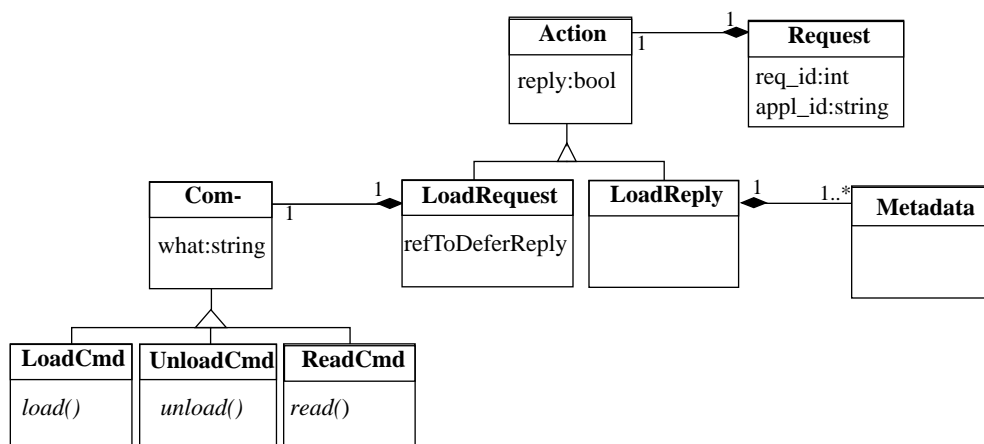 Action
reply:bool
1
1
Request
req_id:int
appl_id:string
Com-
what:string
1
1
LoadRequest
refToDeferReply
LoadReply
1
1..*
Metadata
LoadCmd
load()
UnloadCmd
unload()
ReadCmd
read()